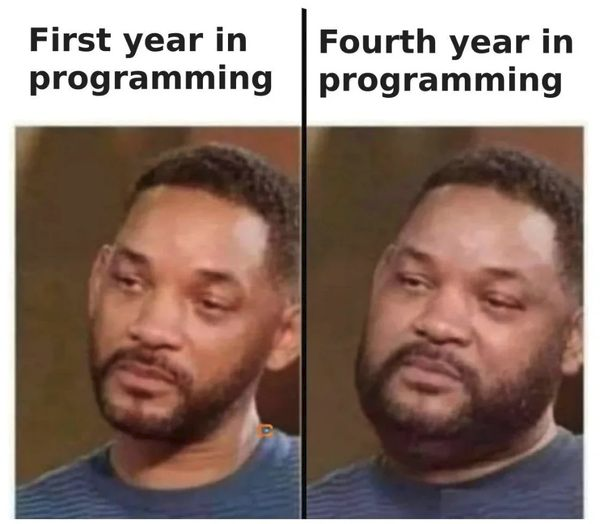 First year in
programming
Fourth year in
programming